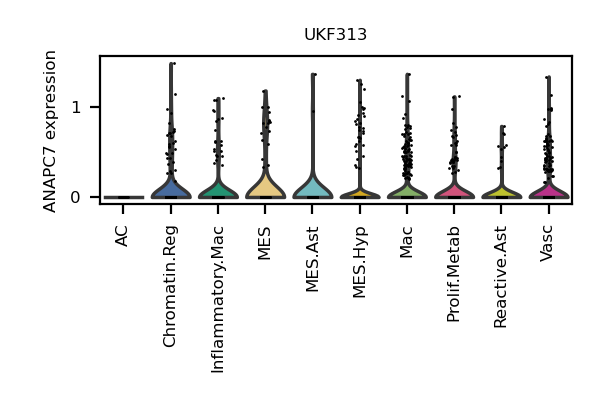 UKF313
ANAPC7 expression
1
0
AC
Chromatin.Reg
Inflammatory.Mac
MES
MES.Ast
MES.Hyp
Mac
Prolif.Metab
Reactive.Ast
Vasc